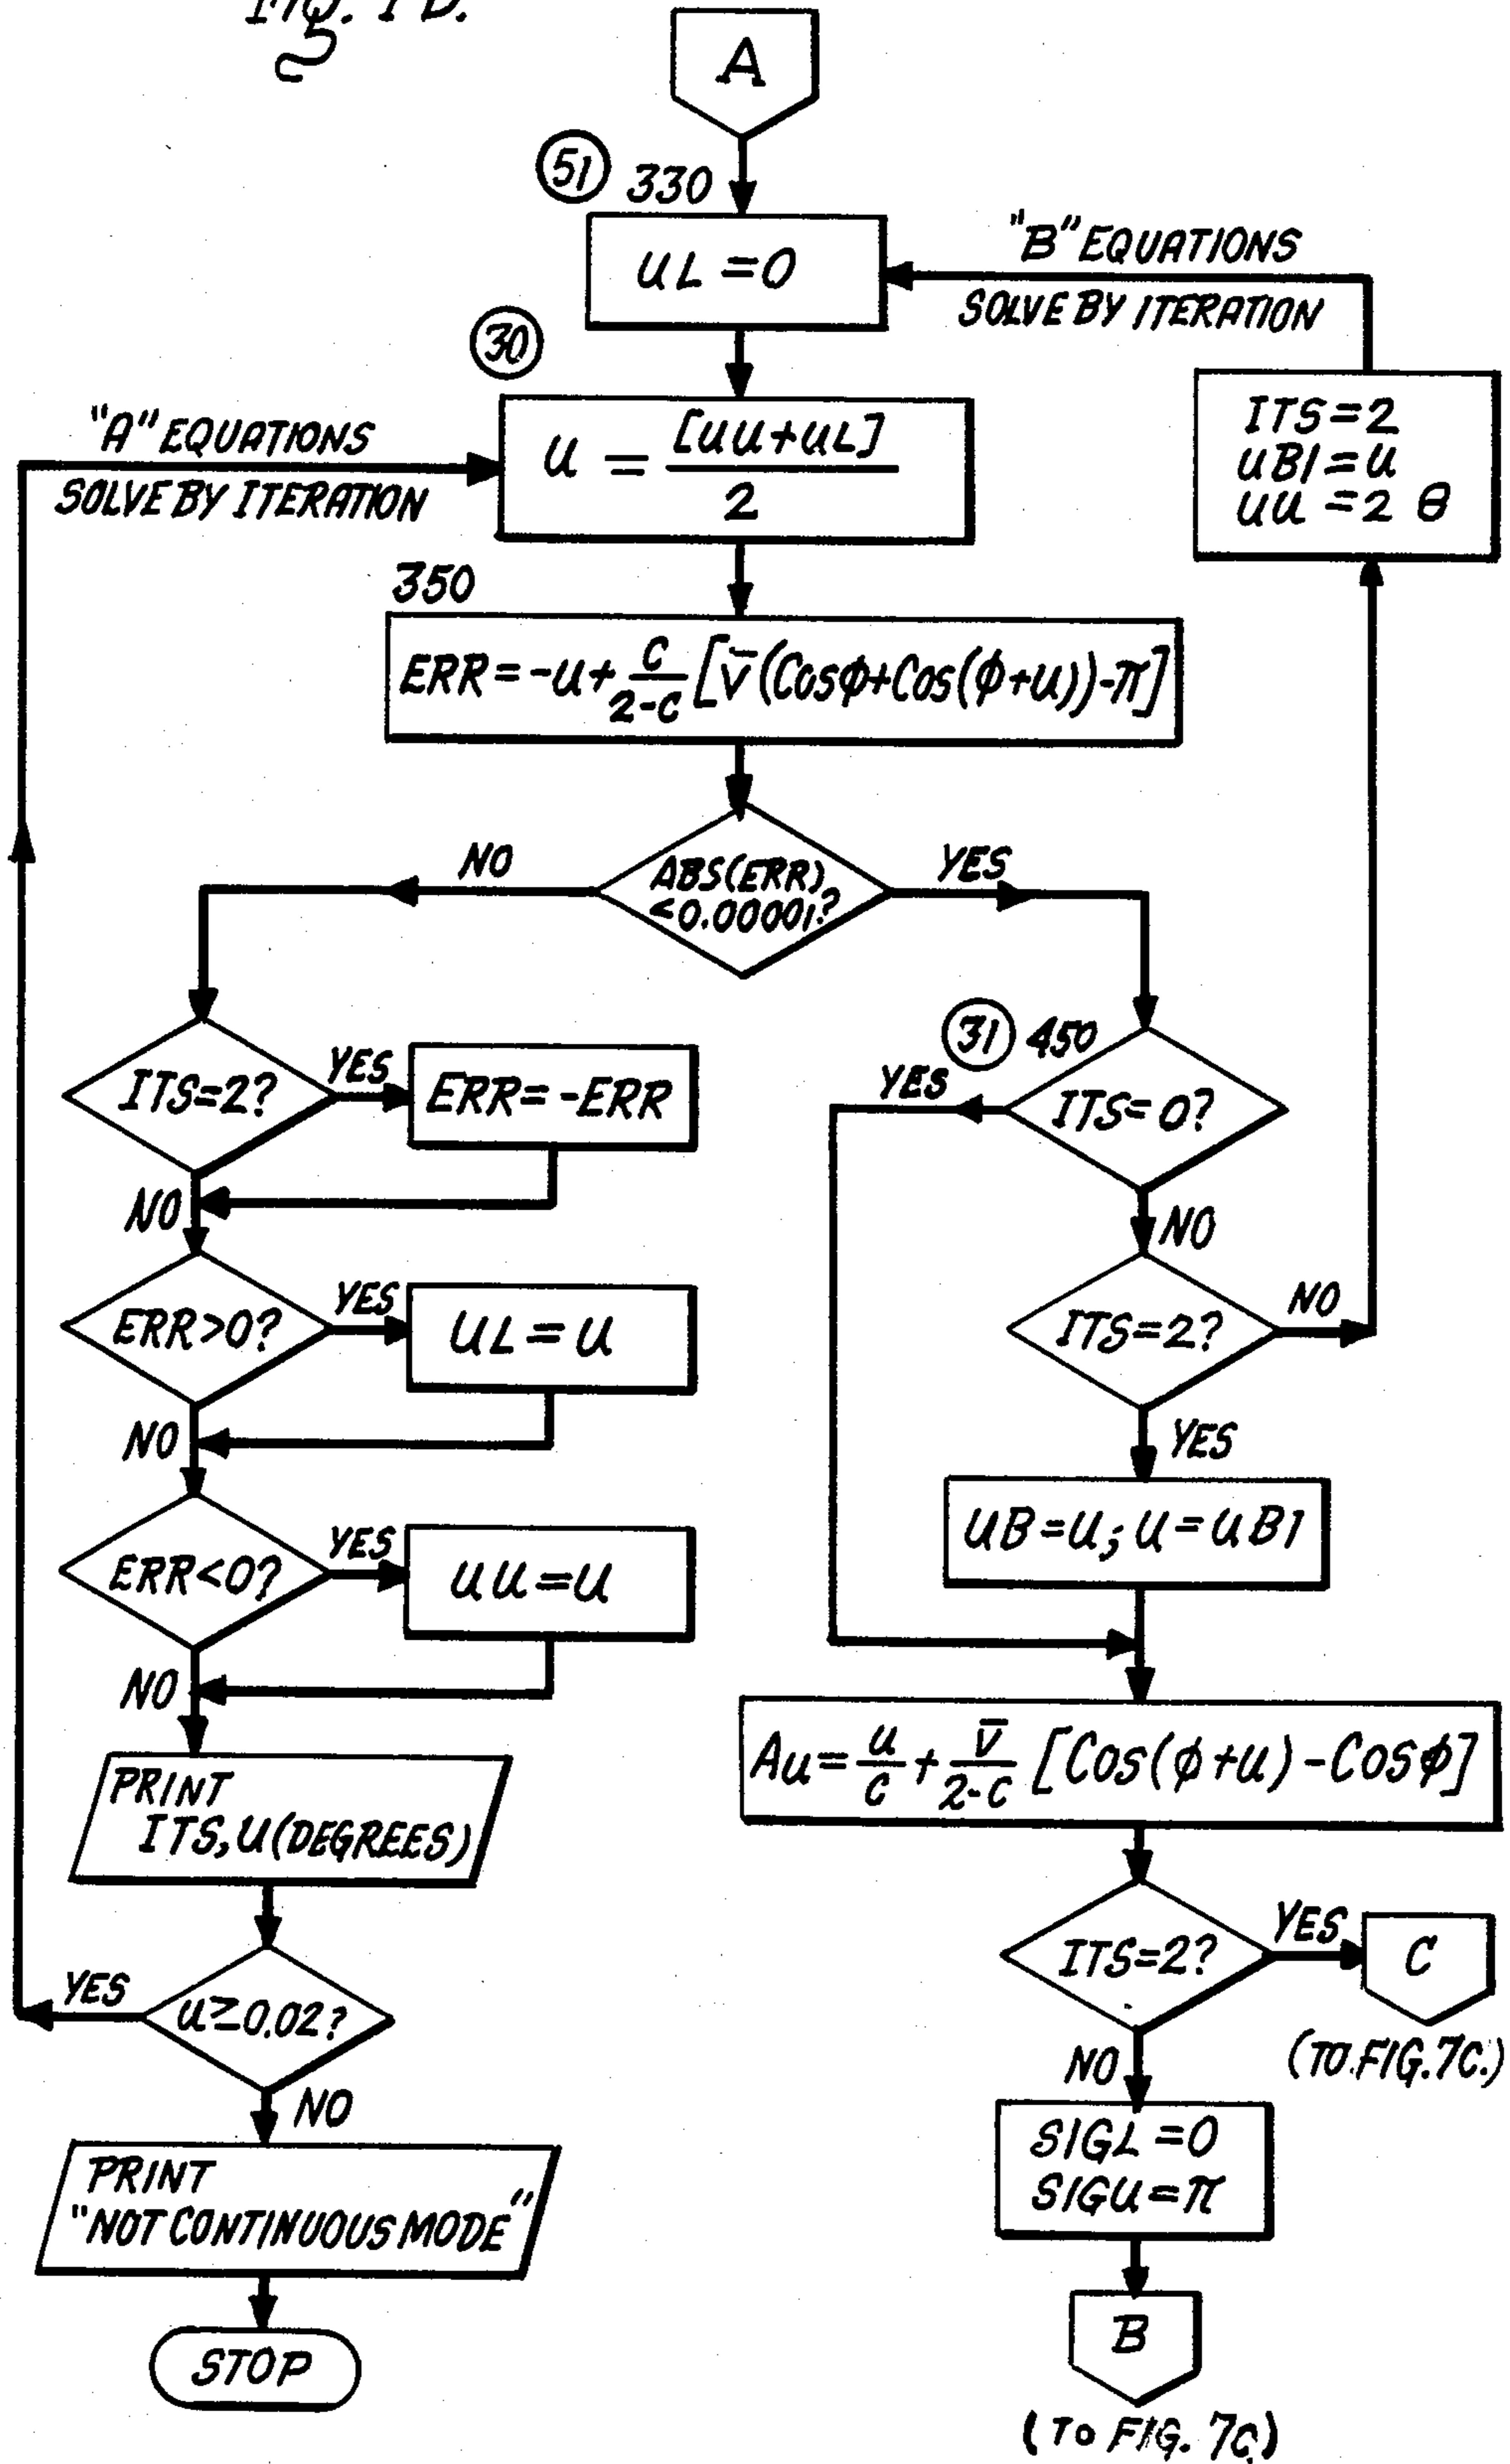 FIG. 7B.
A
51 330
UL=0
"B" EQUATIONS
SOLVE BY ITERATION
30
"A" EQUATIONS
SOLVE BY ITERATION
U = [UU+UL] / 2
ITS=2
UB1=U
UU=2 θ
350
ERR=-U+ C/2-C [V̄(COSφ+COS(φ+U))-π]
ABS(ERR)
<0.00001?
NO
YES
ITS=2?
YES
ERR=-ERR
31 450
YES
ITS=0?
NO
NO
ERR>0?
YES
UL=U
ITS=2?
NO
NO
YES
ERR<0?
YES
UU=U
UB=U; U=UB1
NO
AU= U/C + V̄/2-C [COS(φ+U)-COSφ]
PRINT
ITS, U(DEGREES)
ITS=2?
YES
C
(TO FIG. 7C.)
YES
U≥0.02?
NO
NO
SIGL=0
SIGU=π
PRINT
"NOT CONTINUOUS MODE"
STOP
B
(TO FIG. 7C)